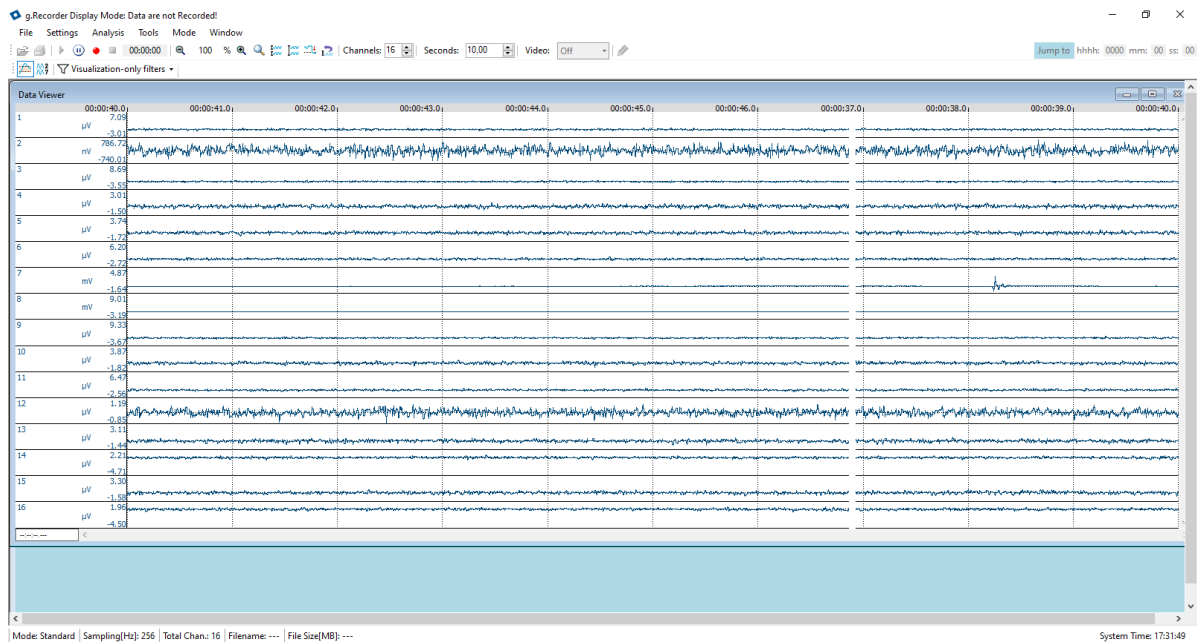 g.Recorder Display Mode: Data are not Recorded!
File Settings Analysis Tools Mode Window
00:00:00 100 % Channels: 16 Seconds: 10.00 Video: Off Jump to hhhh: 0000 mm: 00 ss: 00
Visualization-only filters
Data Viewer
00:00:40.0 00:00:41.0 00:00:42.0 00:00:43.0 00:00:44.0 00:00:45.0 00:00:46.0 00:00:37.0 00:00:38.0 00:00:39.0 00:00:40.0
1 µV 7.09 -3.01
2 nV 786.72 -740.01
3 µV 8.69 -3.55
4 µV 3.01 -1.50
5 µV 3.74 -1.72
6 µV 6.20 -2.72
7 mV 4.87 -1.64
8 mV 9.01 -3.19
9 µV 9.33 -3.67
10 µV 3.87 -1.82
11 µV 6.47 -2.56
12 µV 1.19 -0.85
13 µV 3.11 -1.44
14 µV 2.21 -4.71
15 µV 3.30 -1.58
16 µV 1.96 -4.50
--:--:--.---
Mode: Standard Sampling[Hz]: 256 Total Chan.: 16 Filename: --- File Size[MB]: --- System Time: 17:31:49